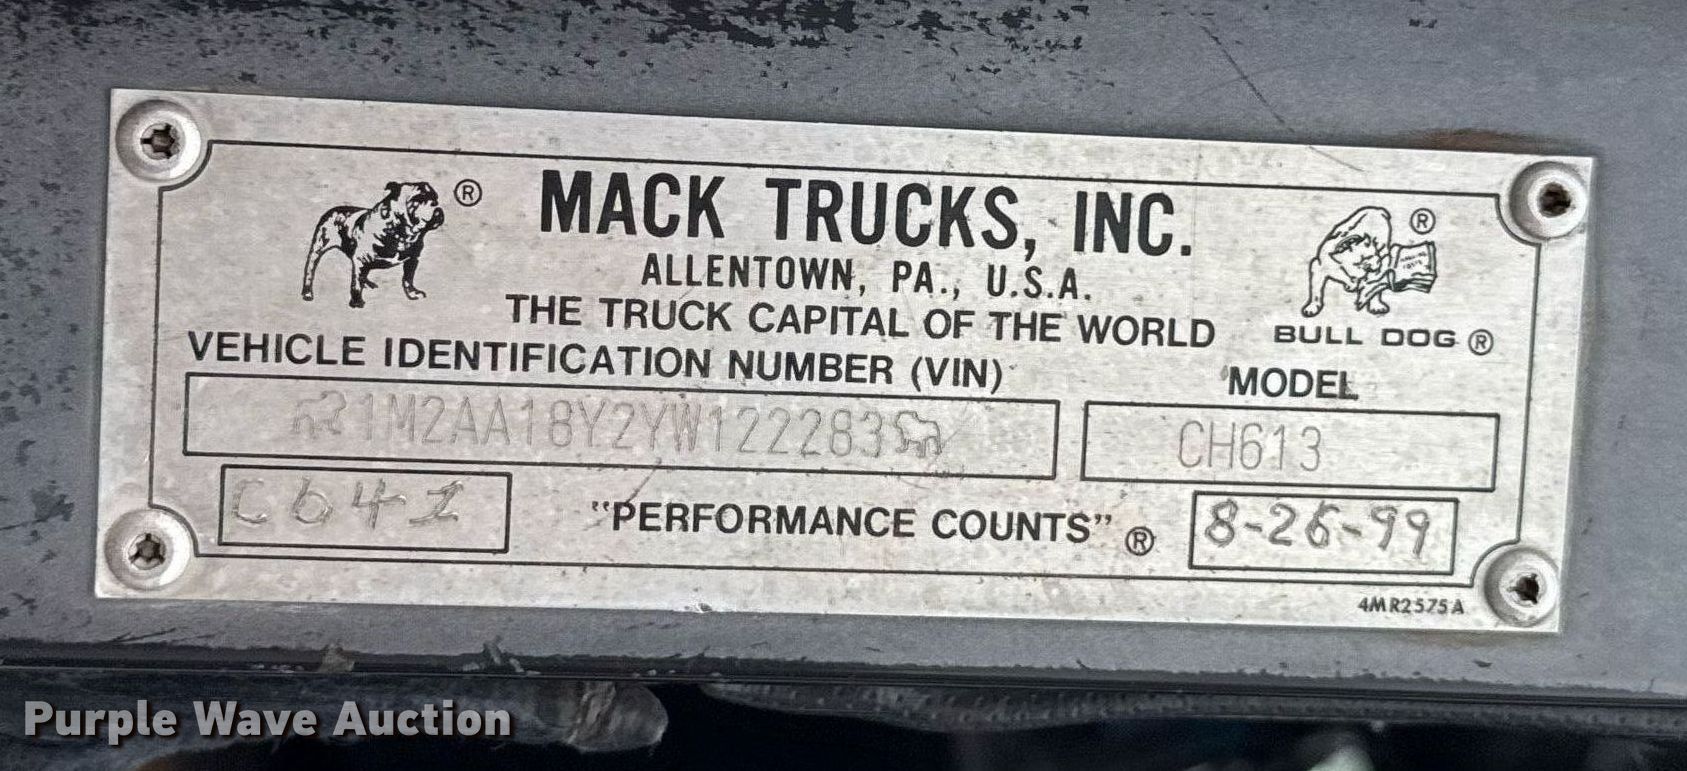 ® MACK TRUCKS, INC. ®
ALLENTOWN, PA., U.S.A.
THE TRUCK CAPITAL OF THE WORLD
BULL DOG ®
VEHICLE IDENTIFICATION NUMBER (VIN)
MODEL
1M2AA18Y2YW122283
CH613
C641
"PERFORMANCE COUNTS" ®
8-26-99
4MR2575A
Purple Wave Auction